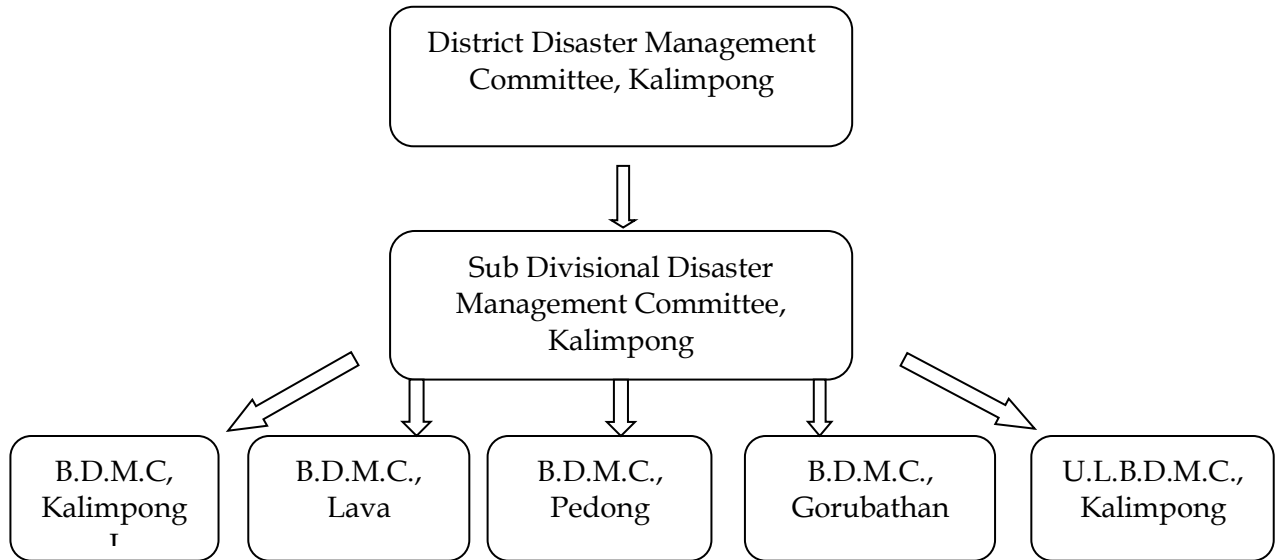 District Disaster Management
Committee, Kalimpong
Sub Divisional Disaster
Management Committee,
Kalimpong
B.D.M.C,
Kalimpong
B.D.M.C.,
Lava
B.D.M.C.,
Pedong
B.D.M.C.,
Gorubathan
U.L.B.D.M.C.,
Kalimpong